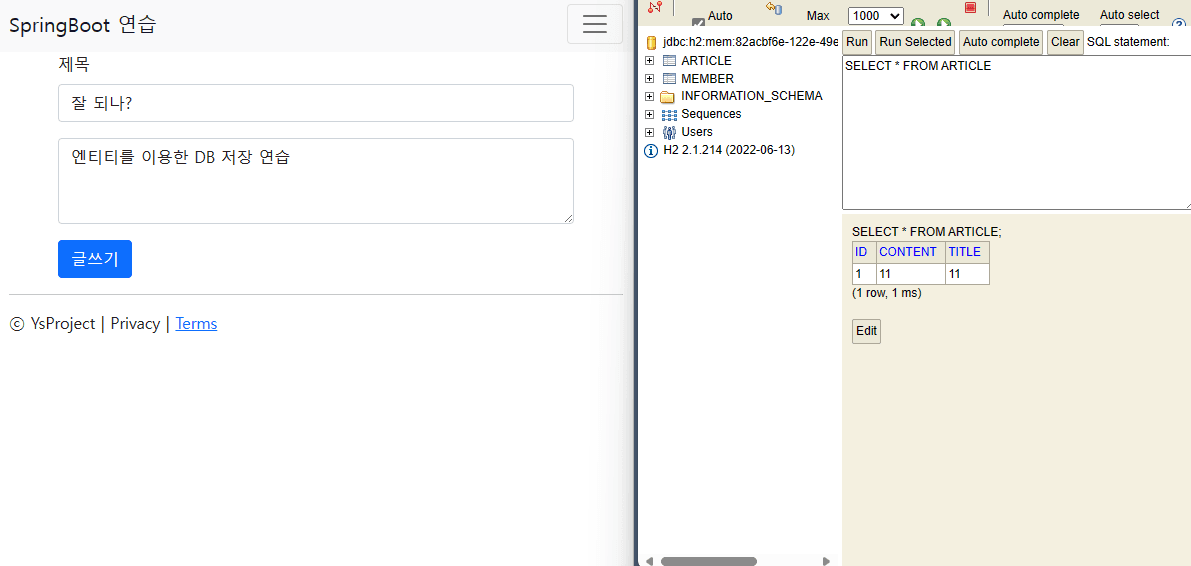 SpringBoot 연습
제목
잘 되나?
엔티티를 이용한 DB 저장 연습
글쓰기
ⓒ YsProject | Privacy | Terms
Auto
Max
1000
Auto complete
Auto select
jdbc:h2:mem:82acbf6e-122e-49e
ARTICLE
MEMBER
INFORMATION_SCHEMA
Sequences
Users
H2 2.1.214 (2022-06-13)
Run Run Selected Auto complete Clear SQL statement:
SELECT * FROM ARTICLE
SELECT * FROM ARTICLE;
ID CONTENT TITLE
1 11 11
(1 row, 1 ms)
Edit